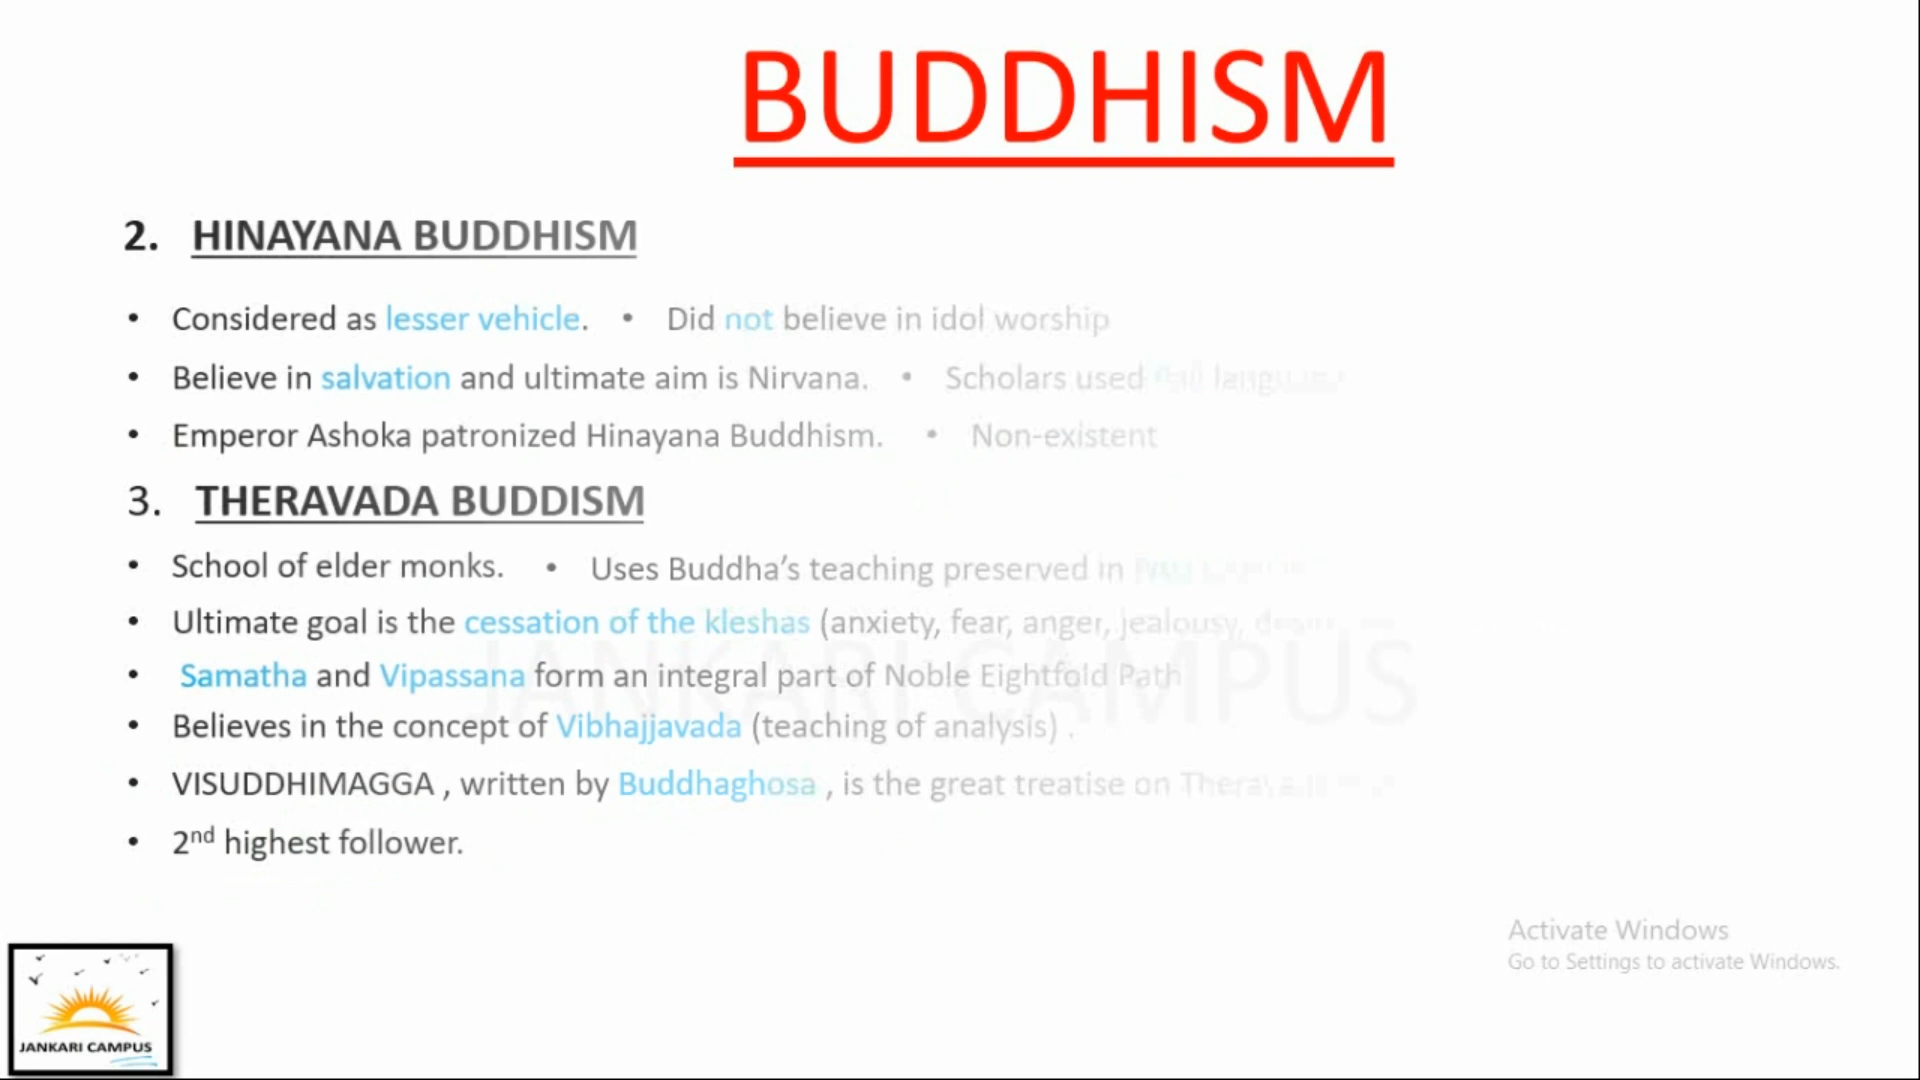 BUDDHISM
2. HINAYANA BUDDHISM
• Considered as lesser vehicle. • Did not believe in idol worship
• Believe in salvation and ultimate aim is Nirvana. • Scholars used Pali
• Emperor Ashoka patronized Hinayana Buddhism. • Non-existent
3. THERAVADA BUDDISM
• School of elder monks. • Uses Buddha’s teaching preserved in
• Ultimate goal is the cessation of the kleshas (anxiety, fear, anger, jealousy,
• Samatha and Vipassana form an integral part of Noble Eightfold Path
• Believes in the concept of Vibhajjavada (teaching of analysis) .
• VISUDDHIMAGGA , written by Buddhaghosa , is the great treatise on
• 2nd highest follower.
JANKARI CAMPUS
Activate Windows
Go to Settings to activate Windows.
JANKARI CAMPUS